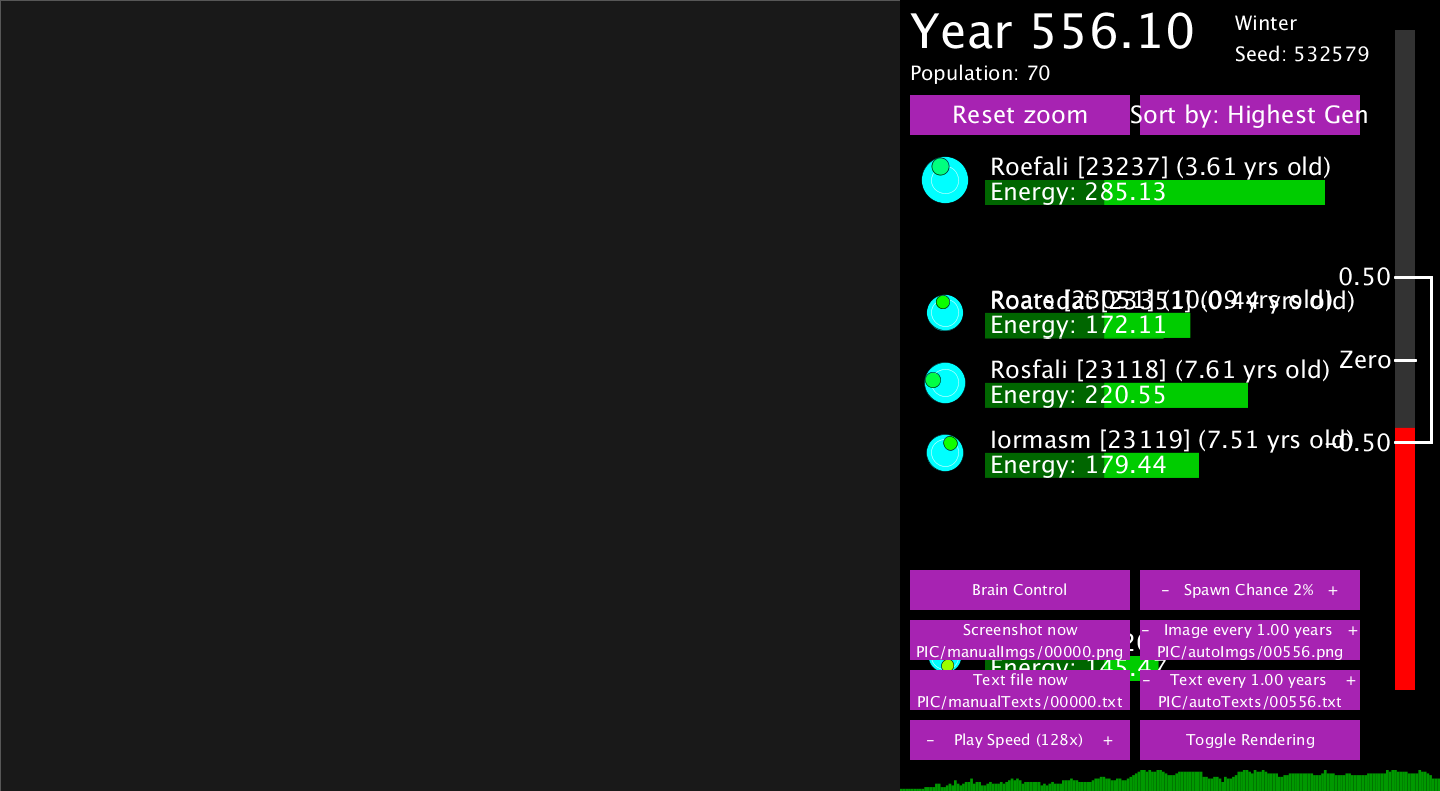 Year 556.10
Winter
Seed: 532579
Population: 70
Reset zoom
Sort by: Highest Gen
Roefali [23237] (3.61 yrs old)
Energy: 285.13
0.50
Energy: 172.11
Zero
Rosfali [23118] (7.61 yrs old)
Energy: 220.55
Iormasm [23119] (7.51 yrs old)
-0.50
Energy: 179.44
Brain Control
- Spawn Chance 2% +
Screenshot now
PIC/manualImgs/00000.png
- Image every 1.00 years +
PIC/autoImgs/00556.png
Energy: 145.47
Text file now
PIC/manualTexts/00000.txt
- Text every 1.00 years +
PIC/autoTexts/00556.txt
- Play Speed (128x) +
Toggle Rendering